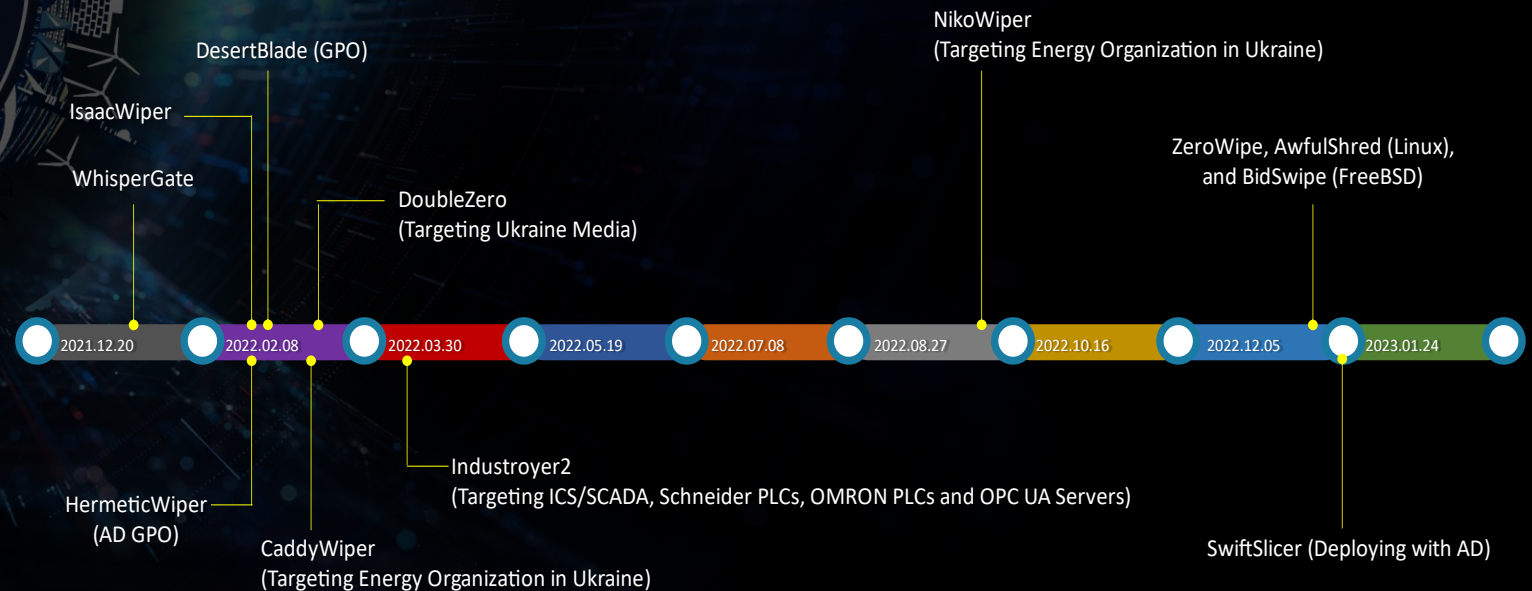 NikoWiper
(Targeting Energy Organization in Ukraine)
DesertBlade (GPO)
IsaacWiper
ZeroWipe, AwfulShred (Linux),
and BidSwipe (FreeBSD)
WhisperGate
DoubleZero
(Targeting Ukraine Media)
2021.12.20
2022.02.08
2022.03.30
2022.05.19
2022.07.08
2022.08.27
2022.10.16
2022.12.05
2023.01.24
Industroyer2
(Targeting ICS/SCADA, Schneider PLCs, OMRON PLCs and OPC UA Servers)
HermeticWiper
(AD GPO)
CaddyWiper
(Targeting Energy Organization in Ukraine)
SwiftSlicer (Deploying with AD)